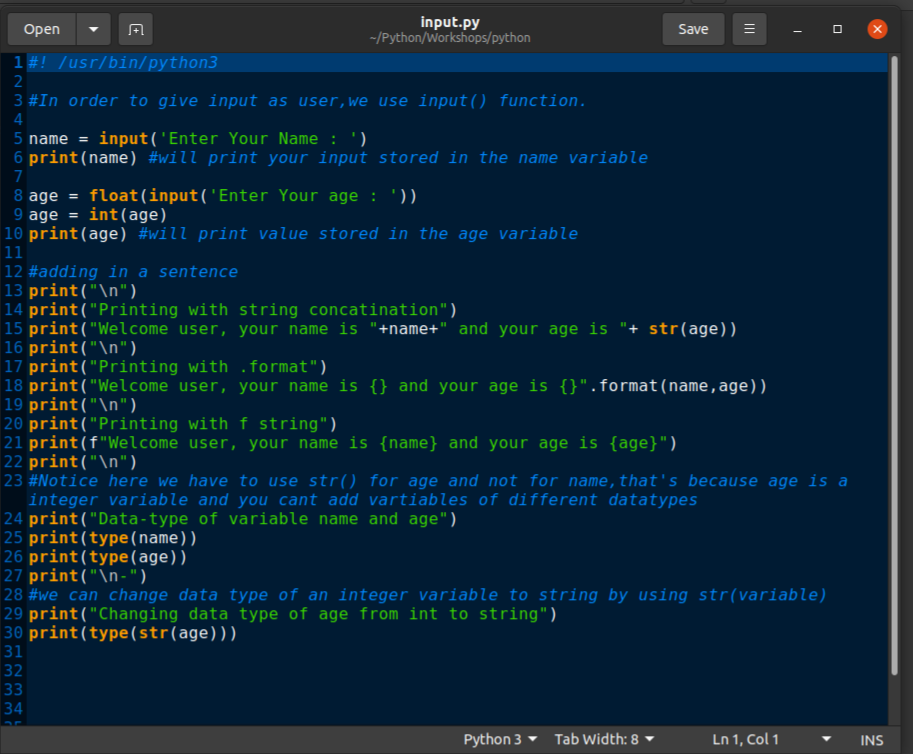 Open
input.py
~/Python/Workshops/python
Save
1 #! /usr/bin/python3
2
3 #In order to give input as user,we use input() function.
4
5 name = input('Enter Your Name : ')
6 print(name) #will print your input stored in the name variable
7
8 age = float(input('Enter Your age : '))
9 age = int(age)
10 print(age) #will print value stored in the age variable
11
12 #adding in a sentence
13 print("\n")
14 print("Printing with string concatination")
15 print("Welcome user, your name is "+name+" and your age is "+ str(age))
16 print("\n")
17 print("Printing with .format")
18 print("Welcome user, your name is {} and your age is {}".format(name,age))
19 print("\n")
20 print("Printing with f string")
21 print(f"Welcome user, your name is {name} and your age is {age}")
22 print("\n")
23 #Notice here we have to use str() for age and not for name,that's because age is a
integer variable and you cant add vartiables of different datatypes
24 print("Data-type of variable name and age")
25 print(type(name))
26 print(type(age))
27 print("\n-")
28 #we can change data type of an integer variable to string by using str(variable)
29 print("Changing data type of age from int to string")
30 print(type(str(age)))
31
32
33
34
35
Python 3
Tab Width: 8
Ln 1, Col 1
INS